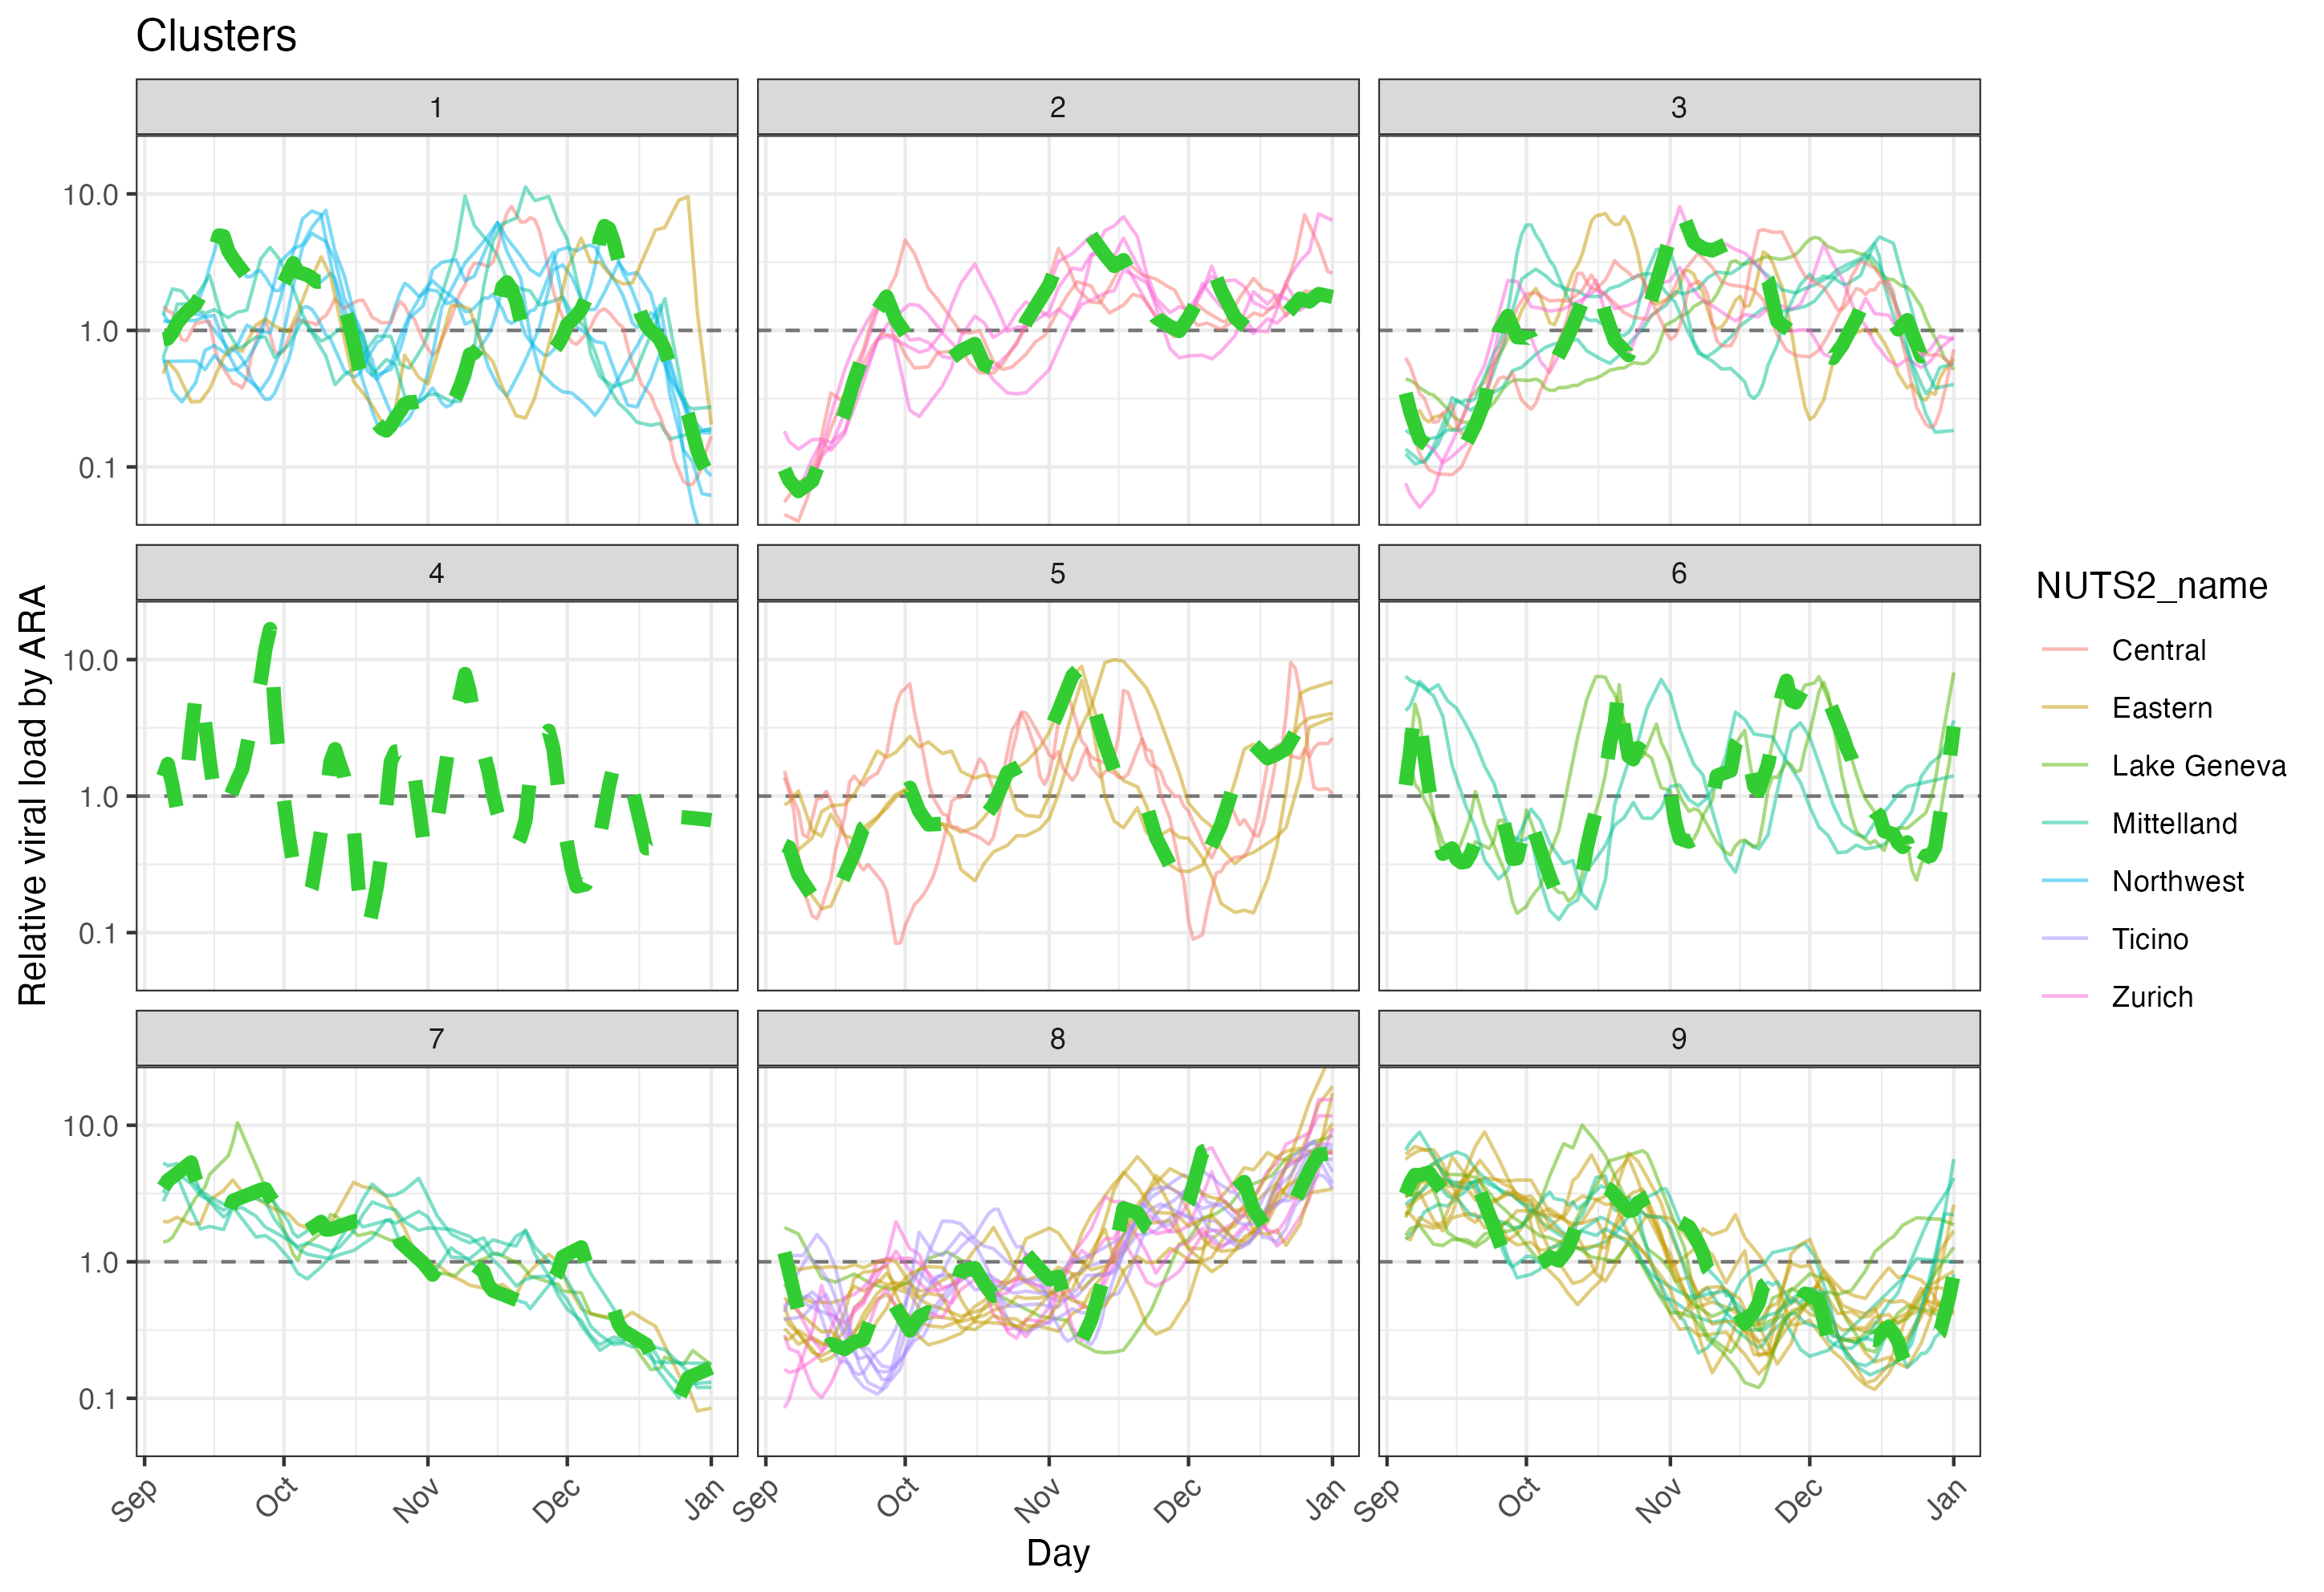 Clusters
1
2
3
10.0
1.0
0.1
4
5
6
10.0
1.0
0.1
7
8
9
10.0
1.0
0.1
Sep
Oct
Nov
Dec
Jan
Sep
Oct
Nov
Dec
Jan
Sep
Oct
Nov
Dec
Jan
Day
Relative viral load by ARA
NUTS2_name
Central
Eastern
Lake Geneva
Mittelland
Northwest
Ticino
Zurich